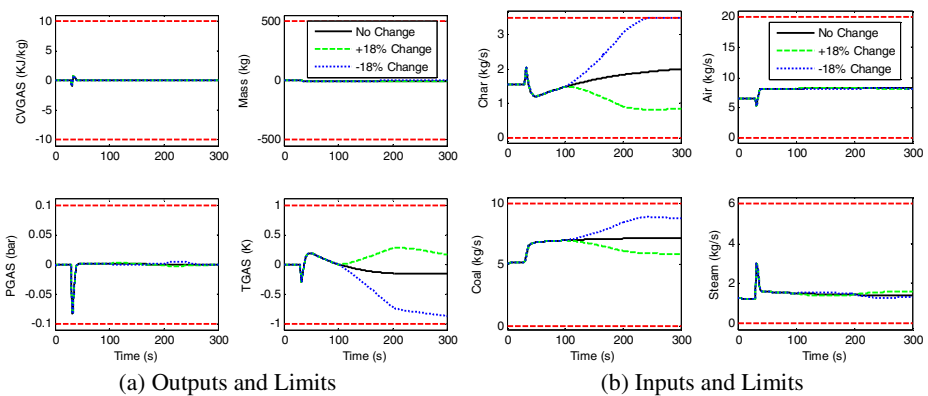 CVGAS (KJ/kg)
10
5
0
-5
-10
0 100 200 300
Mass (kg)
500
0
-500
0 100 200 300
No Change
+18% Change
-18% Change
Char (kg/s)
3
2
1
0
0 100 200 300
Air (kg/s)
20
15
10
5
0
0 100 200 300
No Change
+18% Change
-18% Change
PGAS (bar)
0.1
0.05
0
-0.05
-0.1
0 100 200 300
Time (s)
TGAS (K)
1
0.5
0
-0.5
-1
0 100 200 300
Time (s)
Coal (kg/s)
10
5
0
0 100 200 300
Time (s)
Steam (kg/s)
6
4
2
0
0 100 200 300
Time (s)
(a) Outputs and Limits
(b) Inputs and Limits